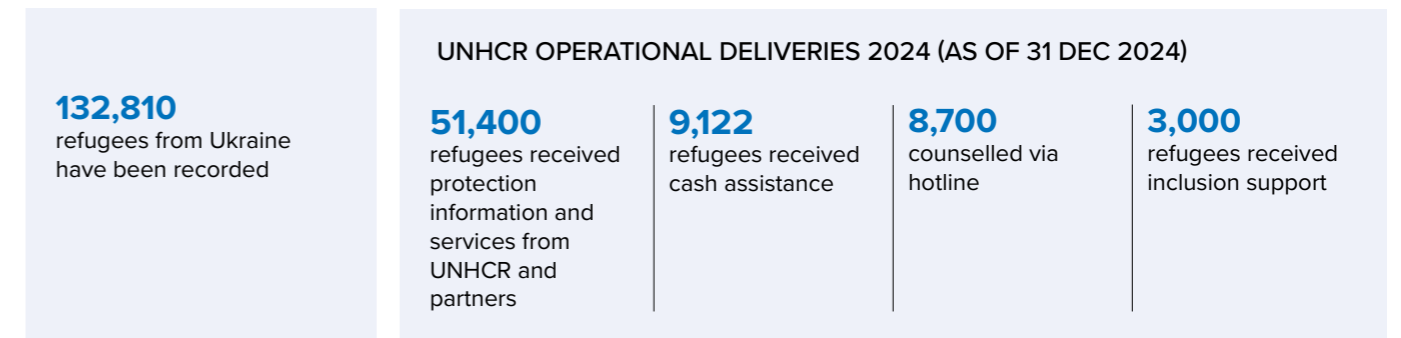 132,810
refugees from Ukraine
have been recorded
UNHCR OPERATIONAL DELIVERIES 2024 (AS OF 31 DEC 2024)
51,400
refugees received
protection
information and
services from
UNHCR and
partners
9,122
refugees received
cash assistance
8,700
counselled via
hotline
3,000
refugees received
inclusion support